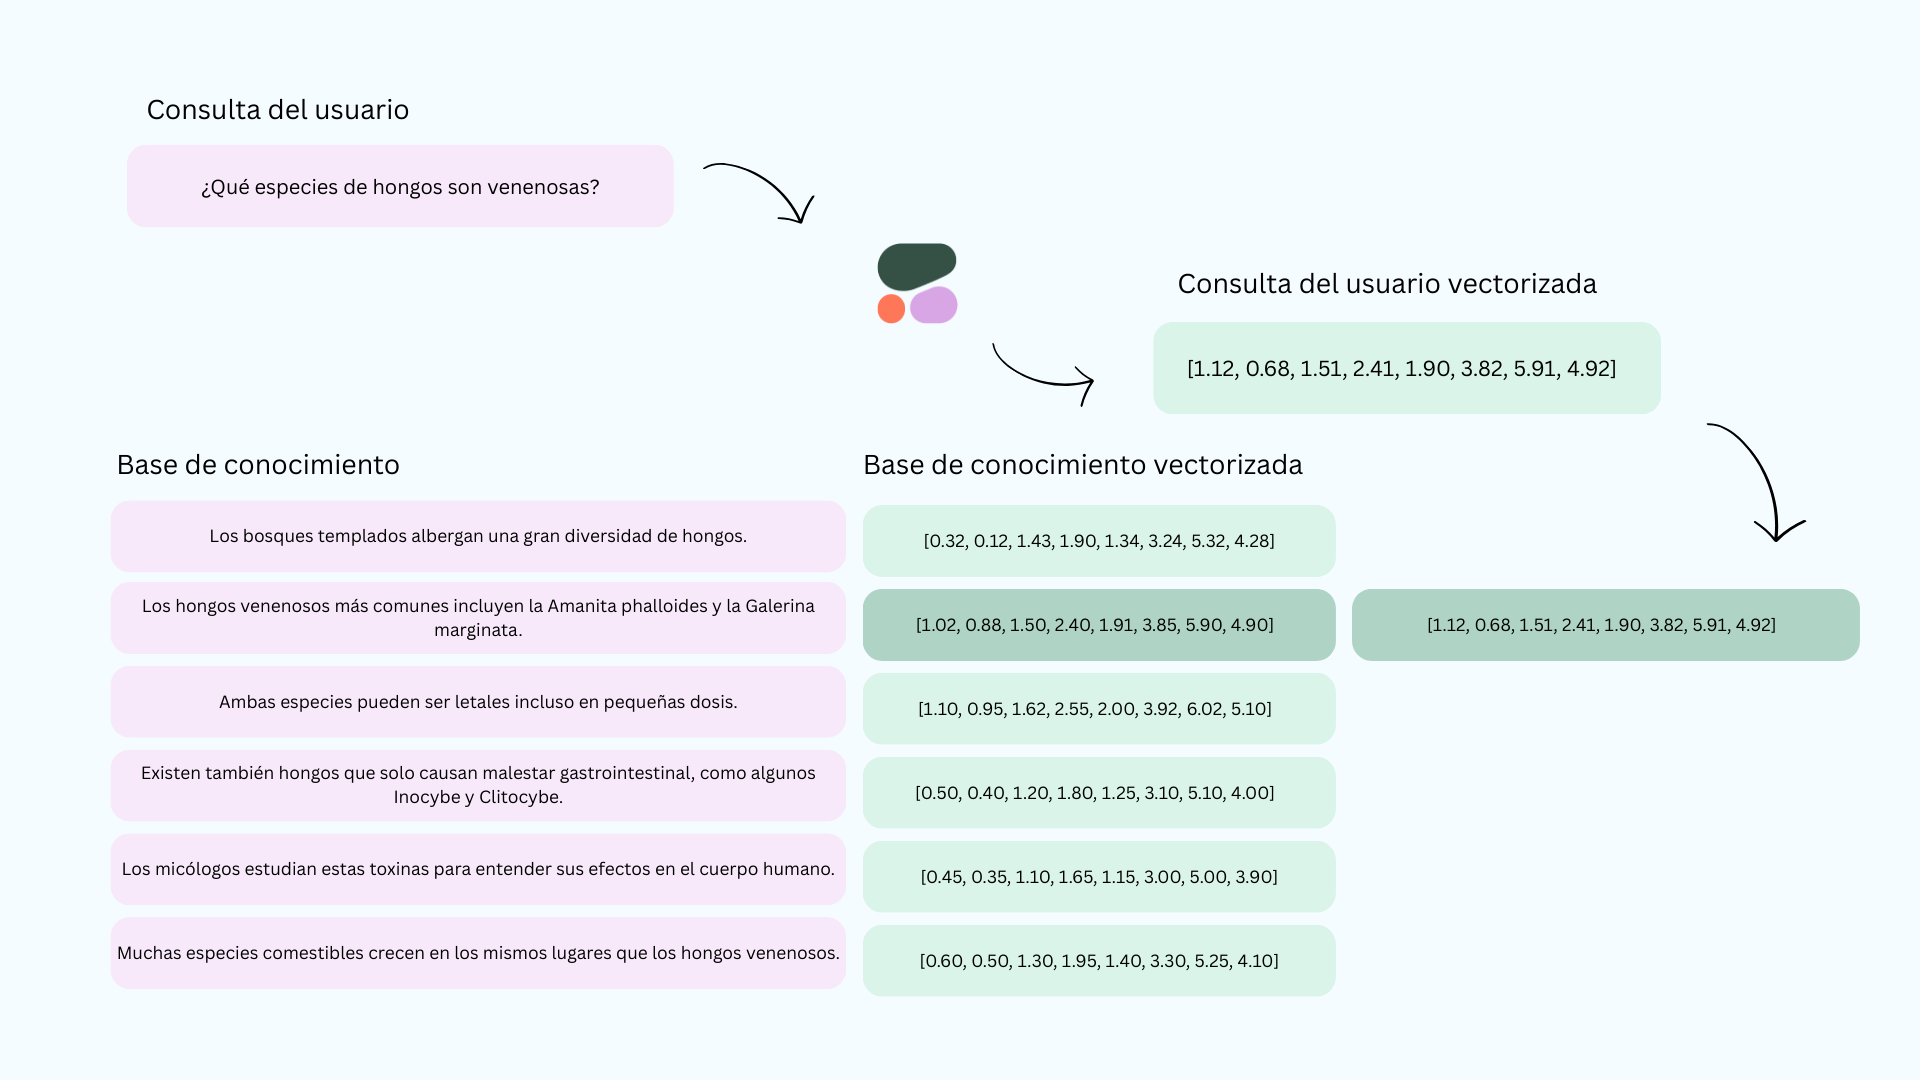 Consulta del usuario
¿Qué especies de hongos son venenosas?
Consulta del usuario vectorizada
[1.12, 0.68, 1.51, 2.41, 1.90, 3.82, 5.91, 4.92]
Base de conocimiento
Base de conocimiento vectorizada
Los bosques templados albergan una gran diversidad de hongos.
[0.32, 0.12, 1.43, 1.90, 1.34, 3.24, 5.32, 4.28]
Los hongos venenosos más comunes incluyen la Amanita phalloides y la Galerina
marginata.
[1.02, 0.88, 1.50, 2.40, 1.91, 3.85, 5.90, 4.90]
[1.12, 0.68, 1.51, 2.41, 1.90, 3.82, 5.91, 4.92]
Ambas especies pueden ser letales incluso en pequeñas dosis.
[1.10, 0.95, 1.62, 2.55, 2.00, 3.92, 6.02, 5.10]
Existen también hongos que solo causan malestar gastrointestinal, como algunos
Inocybe y Clitocybe.
[0.50, 0.40, 1.20, 1.80, 1.25, 3.10, 5.10, 4.00]
Los micólogos estudian estas toxinas para entender sus efectos en el cuerpo humano.
[0.45, 0.35, 1.10, 1.65, 1.15, 3.00, 5.00, 3.90]
Muchas especies comestibles crecen en los mismos lugares que los hongos venenosos.
[0.60, 0.50, 1.30, 1.95, 1.40, 3.30, 5.25, 4.10]